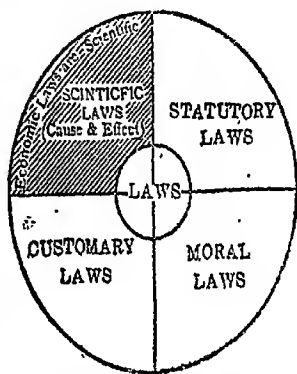 Economic Laws are Scientific
SCINTICFIC
LAWS
Cause & Effect)
STATUTORY
LAWS
LAWS
CUSTOMARY
LAWS
MORAL
LAWS